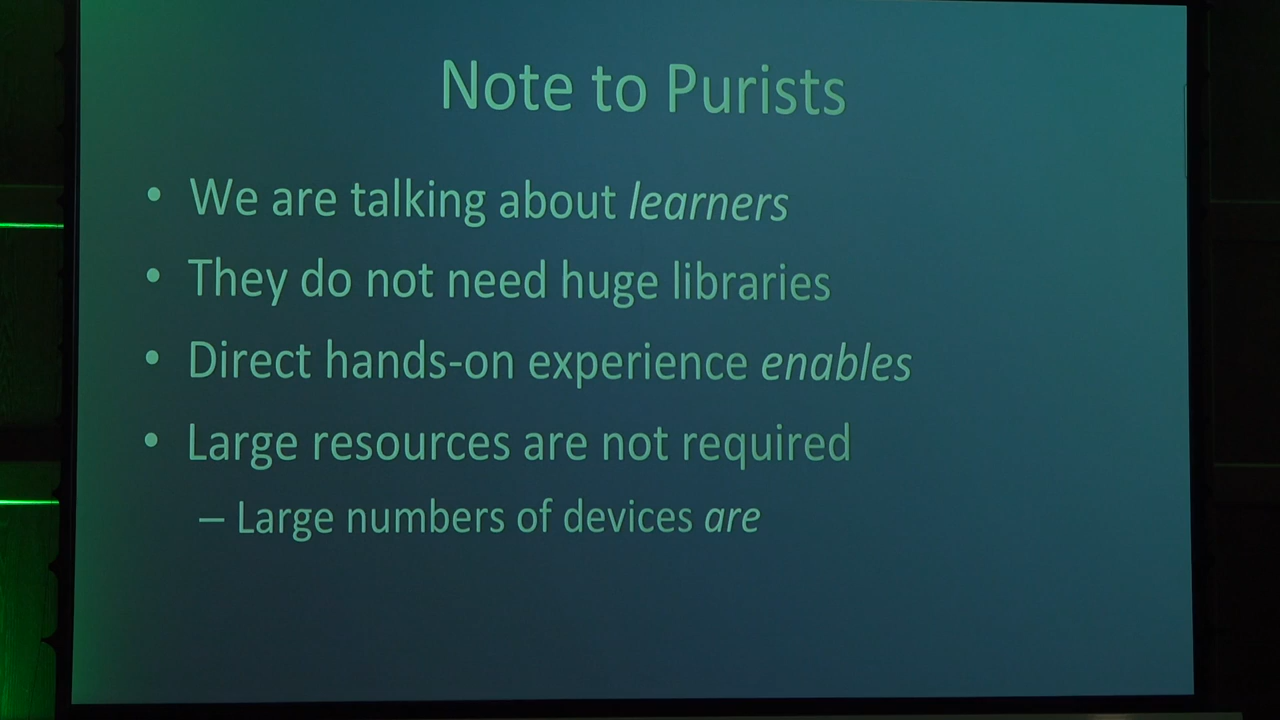 Note to Purists
• We are talking about learners
• They do not need huge libraries
• Direct hands-on experience enables
• Large resources are not required
– Large numbers of devices are